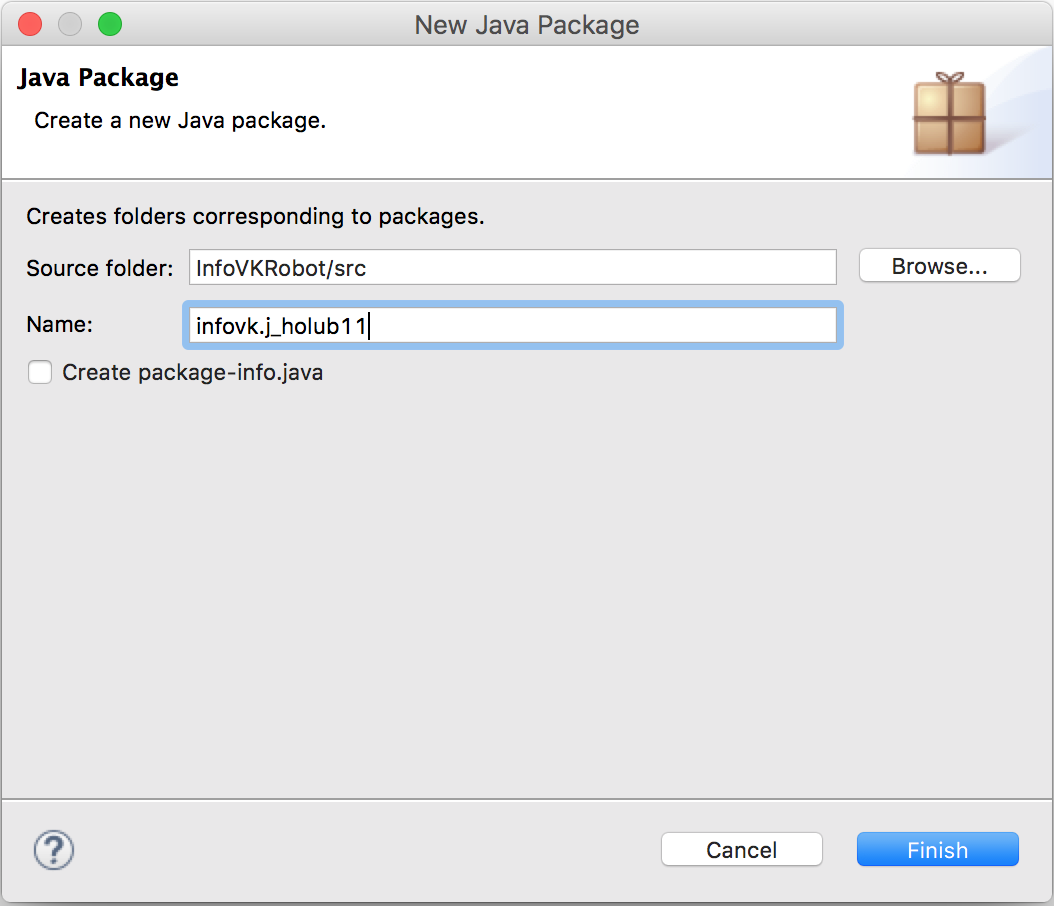 New Java Package
Java Package
Create a new Java package.
Creates folders corresponding to packages.
Source folder: InfoVKRobot/src Browse...
Name: infovk.j_holub11
Create package-info.java
? Cancel Finish